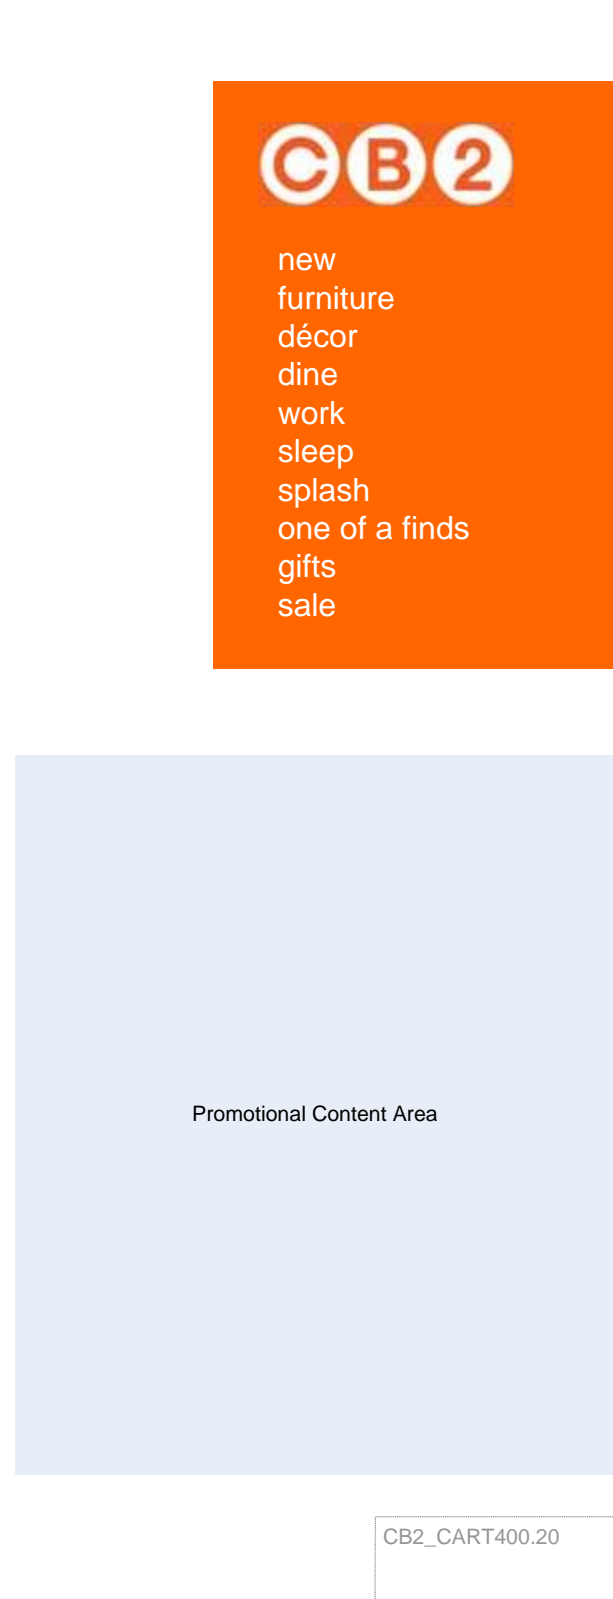 CB2
new
furniture
décor
dine
work
sleep
splash
one of a finds
gifts
sale
Promotional Content Area
CB2_CART400.20